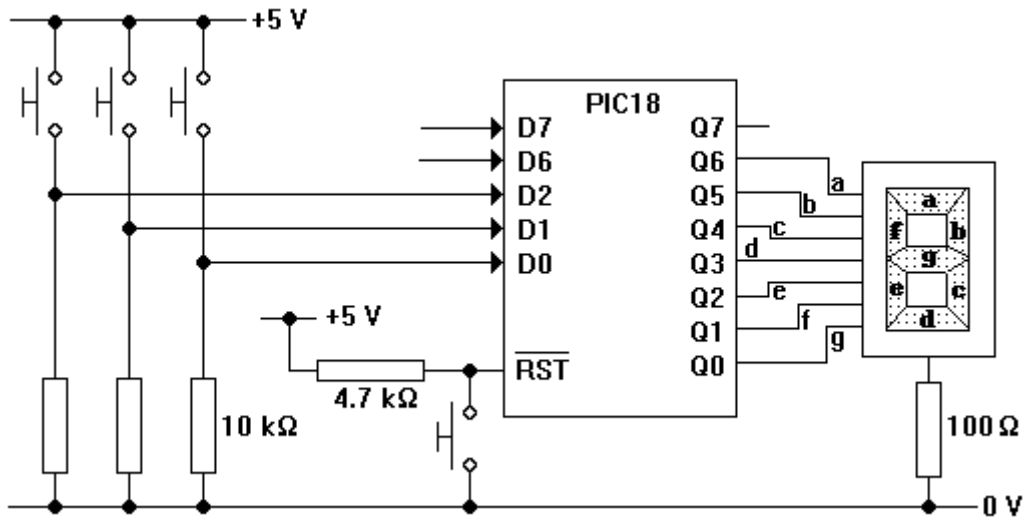 +5 V
PIC18
D7
Q7
D6
Q6
a
D2
Q5
b
a
D1
Q4
c
f
b
D0
Q3
d
g
Q2
e
e
c
+5 V
Q1
f
d
RST
Q0
g
4.7 kΩ
10 kΩ
100 Ω
0 V